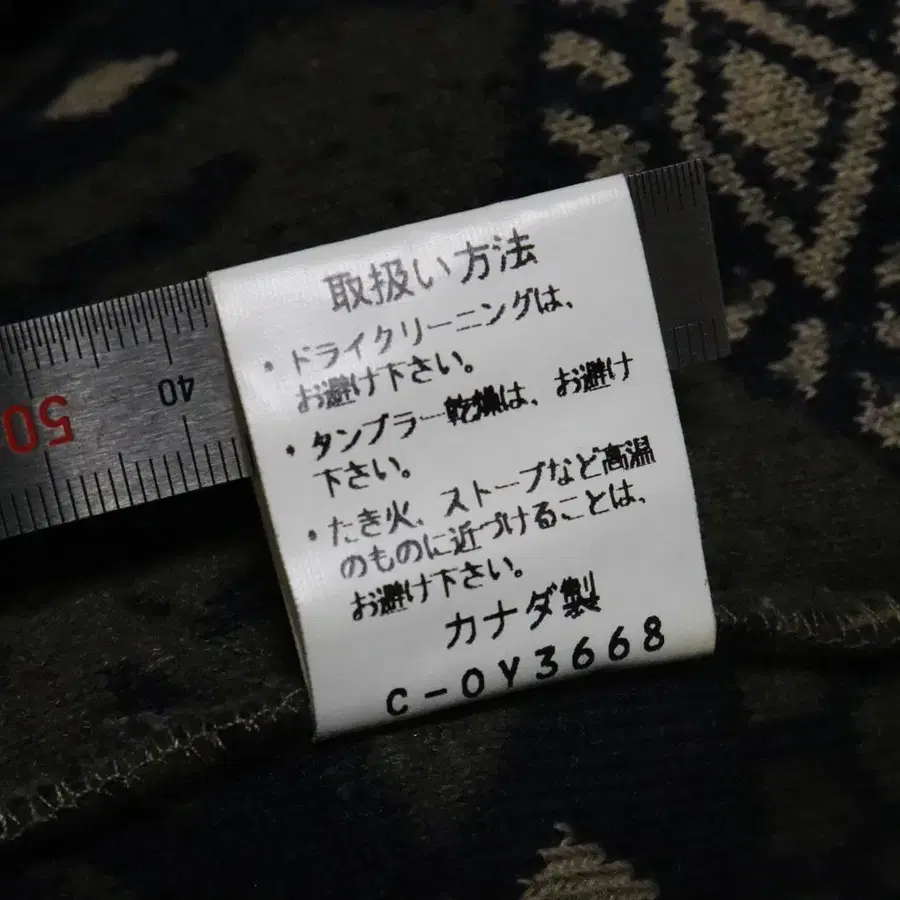 取扱い方法
・ドライクリーニングは、
お避け下さい。
・タンブラー乾燥は、お避け
下さい。
・たき火、ストーブなど高温
のものに近づけることは、
お避け下さい。
カナダ製
C-OY3668
50
40